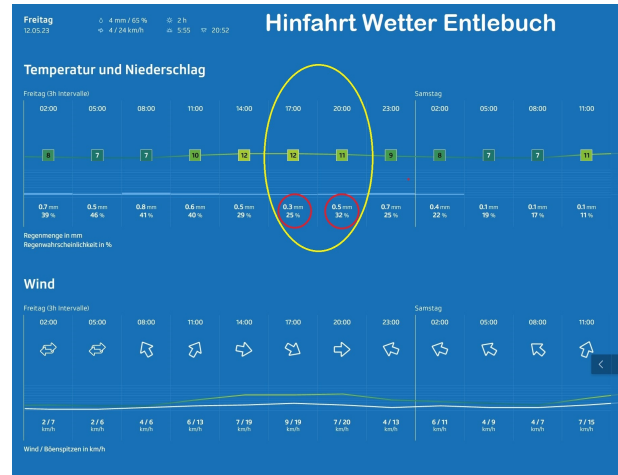 Freitag
12.05.23
4 mm / 65 %
4 / 24 km/h
2 h
5:55 20:52
Hinfahrt Wetter Entlebuch
Temperatur und Niederschlag
Freitag (3h Intervalle) Samstag
02:00 05:00 08:00 11:00 14:00 17:00 20:00 23:00 02:00 05:00 08:00 11:00
8 7 7 10 12 12 11 9 8 7 7 11
0.7 mm 0.5 mm 0.8 mm 0.6 mm 0.5 mm 0.3 mm 0.5 mm 0.7 mm 0.4 mm 0.1 mm 0.1 mm 0.1 mm
39 % 46 % 41 % 40 % 29 % 25 % 32 % 25 % 22 % 19 % 17 % 11 %
Regenmenge in mm
Regenwahrscheinlichkeit in %
Wind
Freitag (3h Intervalle) Samstag
02:00 05:00 08:00 11:00 14:00 17:00 20:00 23:00 02:00 05:00 08:00 11:00
2 / 7 2 / 6 4 / 6 6 / 13 7 / 19 9 / 19 7 / 20 4 / 13 6 / 11 4 / 9 4 / 7 7 / 15
km/h km/h km/h km/h km/h km/h km/h km/h km/h km/h km/h km/h
Wind / Böenspitzen in km/h